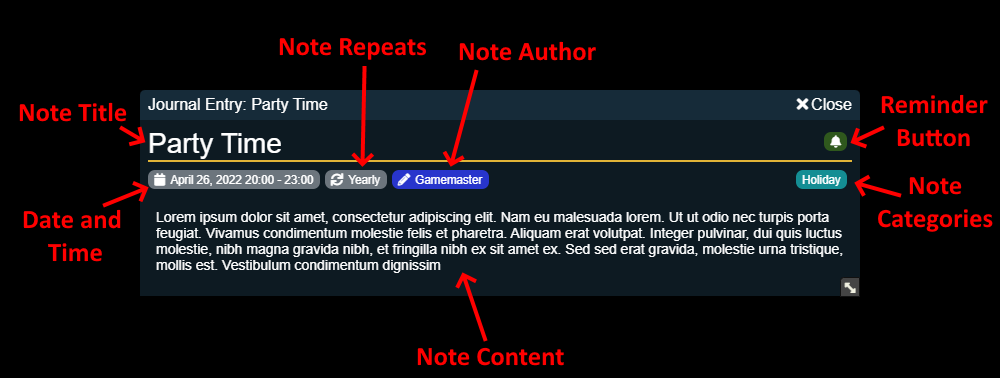 Note Repeats
Note Author
Journal Entry: Party Time
Close
Note Title
Party Time
Reminder
Button
April 26, 2022 20:00 - 23:00
Yearly
Gamemaster
Holiday
Note
Categories
Date and
Time
Lorem ipsum dolor sit amet, consectetur adipiscing elit. Nam eu malesuada lorem. Ut ut odio nec turpis porta
feugiat. Vivamus condimentum molestie felis et pharetra. Aliquam erat volutpat. Integer pulvinar, dui quis luctus
molestie, nibh magna gravida nibh, et fringilla nibh ex sit amet ex. Sed sed erat gravida, molestie urna tristique,
mollis est. Vestibulum condimentum dignissim
Note Content